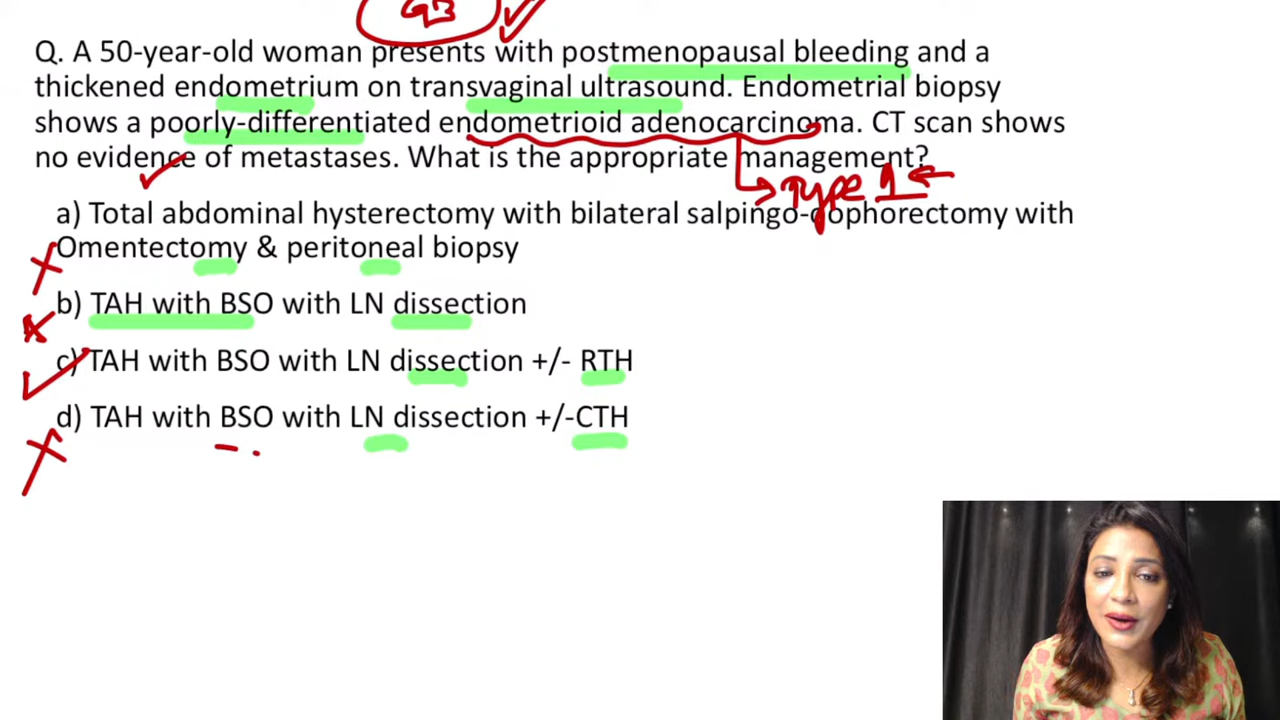 G3
Q. A 50-year-old woman presents with postmenopausal bleeding and a
thickened endometrium on transvaginal ultrasound. Endometrial biopsy
shows a poorly-differentiated endometrioid adenocarcinoma. CT scan shows
no evidence of metastases. What is the appropriate management?
Type 1
a) Total abdominal hysterectomy with bilateral salpingo-oophorectomy with
Omentectomy & peritoneal biopsy
b) TAH with BSO with LN dissection
c) TAH with BSO with LN dissection +/- RTH
d) TAH with BSO with LN dissection +/-CTH